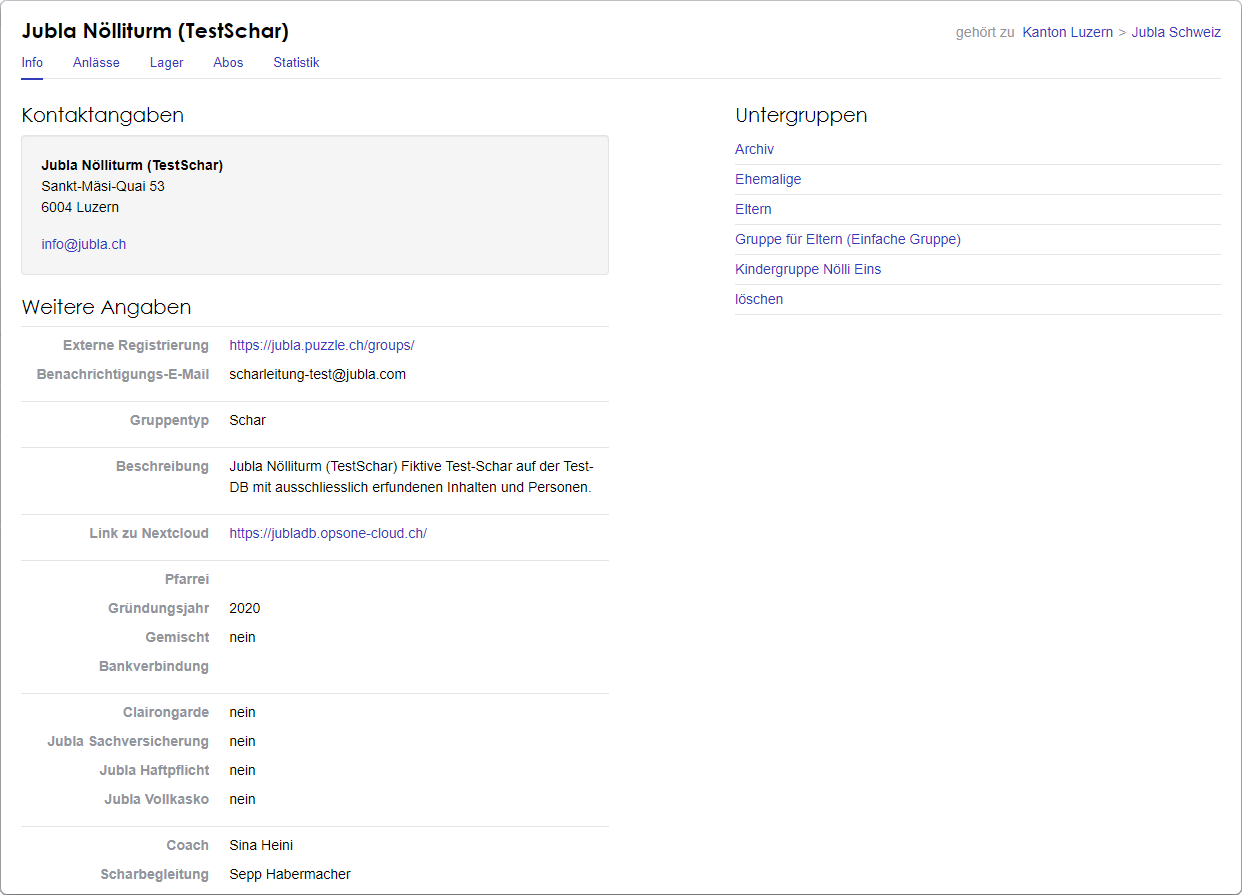 Jubla Nölliturm (TestSchar)
gehört zu Kanton Luzern > Jubla Schweiz
Info Anlässe Lager Abos Statistik
Kontaktangaben
Jubla Nölliturm (TestSchar)
Sankt-Mäsi-Quai 53
6004 Luzern
info@jubla.ch
Weitere Angaben
Externe Registrierung https://jubla.puzzle.ch/groups/
Benachrichtigungs-E-Mail scharleitung-test@jubla.com
Gruppentyp Schar
Beschreibung Jubla Nölliturm (TestSchar) Fiktive Test-Schar auf der Test-
DB mit ausschliesslich erfundenen Inhalten und Personen.
Link zu Nextcloud https://jubladb.opsone-cloud.ch/
Pfarrei
Gründungsjahr 2020
Gemischt nein
Bankverbindung
Clairongarde nein
Jubla Sachversicherung nein
Jubla Haftpflicht nein
Jubla Vollkasko nein
Coach Sina Heini
Scharbegleitung Sepp Habermacher
Untergruppen
Archiv
Ehemalige
Eltern
Gruppe für Eltern (Einfache Gruppe)
Kindergruppe Nölli Eins
löschen